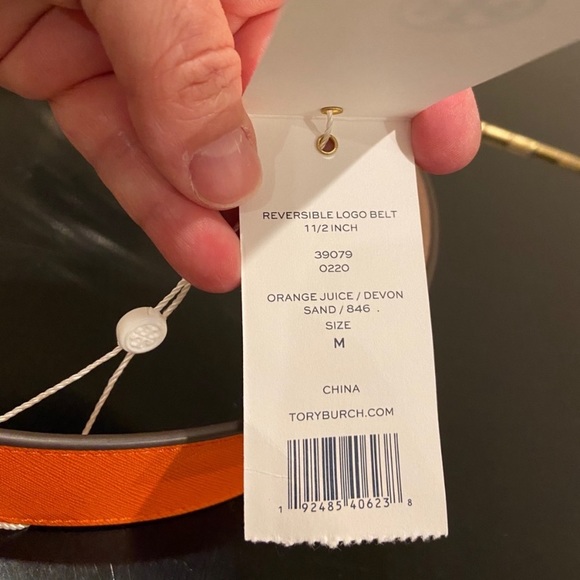 REVERSIBLE LOGO BELT
1 1/2 INCH
39079
0220
ORANGE JUICE / DEVON
SAND / 846 .
SIZE
M
CHINA
TORYBURCH.COM
1 92485 40623 8